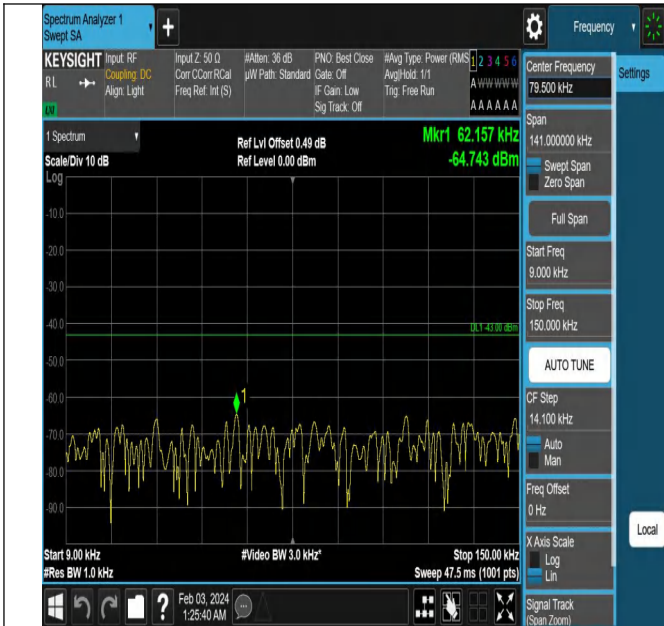 Spectrum Analyzer 1
Swept SA
+
Frequency
KEYSIGHT
RL
LXI
Input: RF
Coupling: DC
Align: Light
Input Z: 50 Ω
Corr CCorr RCal
Freq Ref: Int (S)
#Atten: 36 dB
µW Path: Standard
PNO: Best Close
Gate: Off
IF Gain: Low
Sig Track: Off
#Avg Type: Power (RMS
Avg|Hold: 1/1
Trig: Free Run
1 2 3 4 5 6
A W W W W W
A A A A A A
1 Spectrum
Scale/Div 10 dB
Log
Ref Lvl Offset 0.49 dB
Ref Level 0.00 dBm
Mkr1 62.157 kHz
-64.743 dBm
-10.0
-20.0
-30.0
-40.0
-50.0
-60.0
-70.0
-80.0
-90.0
DL1 -43.00 dBm
1
Start 9.00 kHz
#Res BW 1.0 kHz
#Video BW 3.0 kHz*
Stop 150.00 kHz
Sweep 47.5 ms (1001 pts)
?
Feb 03, 2024
1:25:40 AM
Center Frequency
79.500 kHz
Span
141.000000 kHz
Swept Span
Zero Span
Full Span
Start Freq
9.000 kHz
Stop Freq
150.000 kHz
AUTO TUNE
CF Step
14.100 kHz
Auto
Man
Freq Offset
0 Hz
X Axis Scale
Log
Lin
Signal Track
(Span Zoom)
Settings
Local